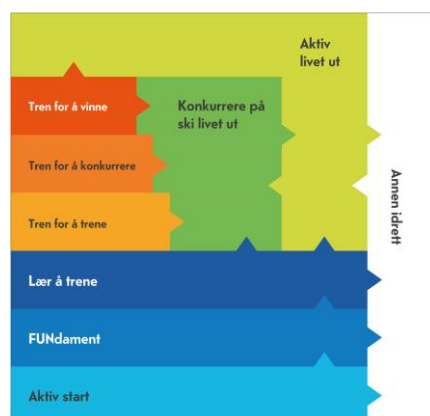 Aktiv
livet ut
Tren for å vinne
Konkurrere på
ski livet ut
Tren for å konkurrere
Tren for å trene
Annen idrett
Lær å trene
FUNdament
Aktiv start